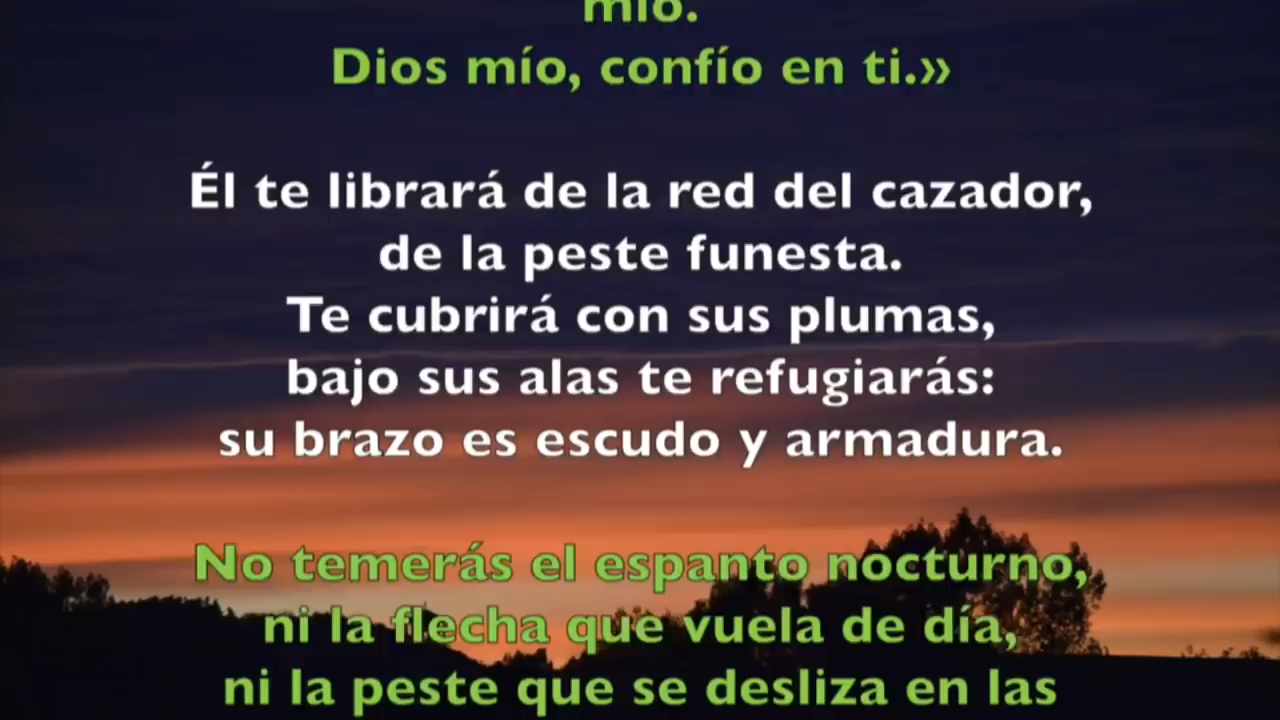 mío.
Dios mío, confío en ti.»
Él te librará de la red del cazador,
de la peste funesta.
Te cubrirá con sus plumas,
bajo sus alas te refugiarás:
su brazo es escudo y armadura.
No temerás el espanto nocturno,
ni la flecha que vuela de día,
ni la peste que se desliza en las